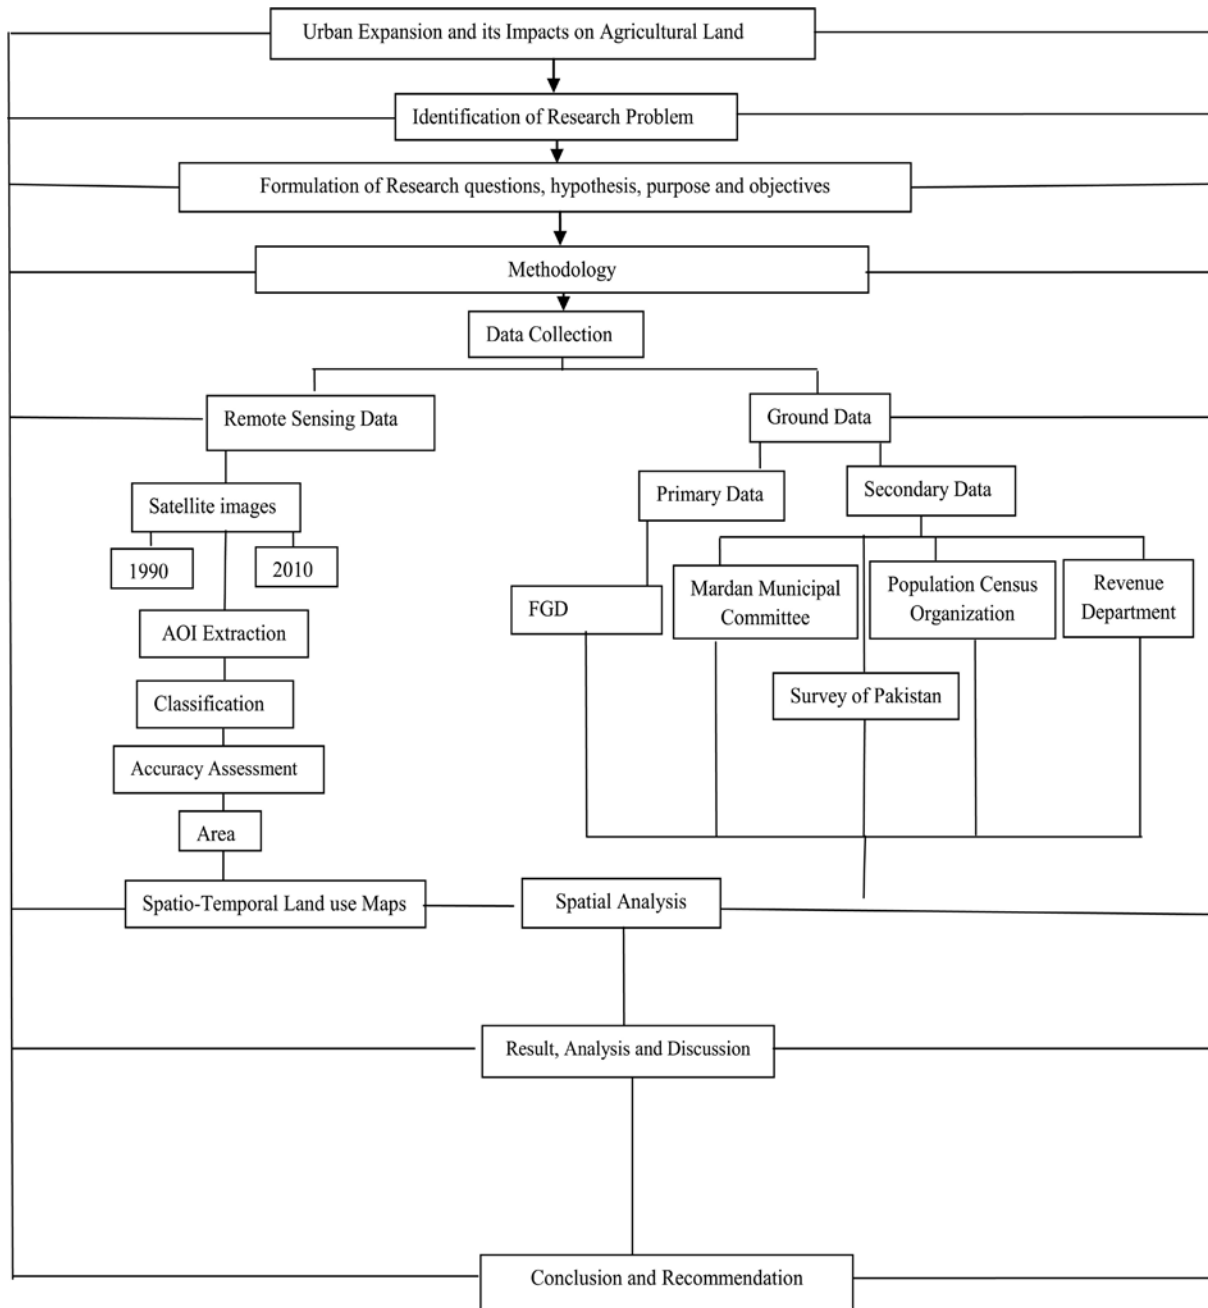 Urban Expansion and its Impacts on Agricultural Land
Identification of Research Problem
Formulation of Research questions, hypothesis, purpose and objectives
Methodology
Data Collection
Remote Sensing Data
Ground Data
Satellite images
Primary Data
Secondary Data
1990
2010
FGD
Mardan Municipal
Committee
Population Census
Organization
Revenue
Department
AOI Extraction
Classification
Survey of Pakistan
Accuracy Assessment
Area
Spatio-Temporal Land use Maps
Spatial Analysis
Result, Analysis and Discussion
Conclusion and Recommendation